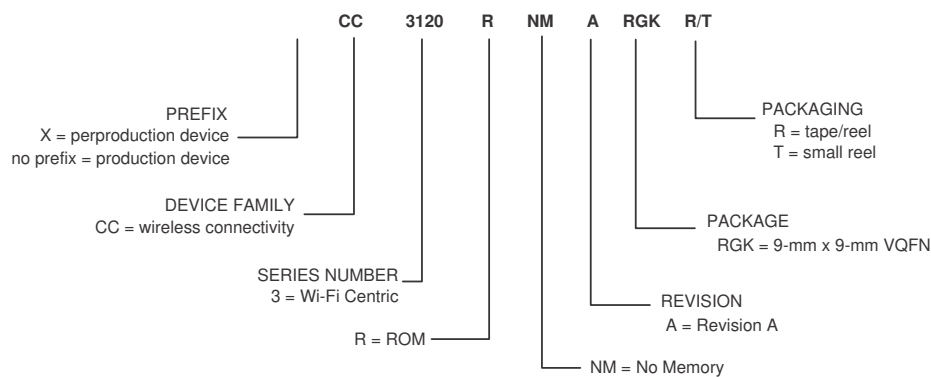 CC 3120 R NM A RGK R/T
PREFIX
X = perproduction device
no prefix = production device
PACKAGING
R = tape/reel
T = small reel
DEVICE FAMILY
CC = wireless connectivity
PACKAGE
RGK = 9-mm x 9-mm VQFN
SERIES NUMBER
3 = Wi-Fi Centric
REVISION
A = Revision A
R = ROM
NM = No Memory